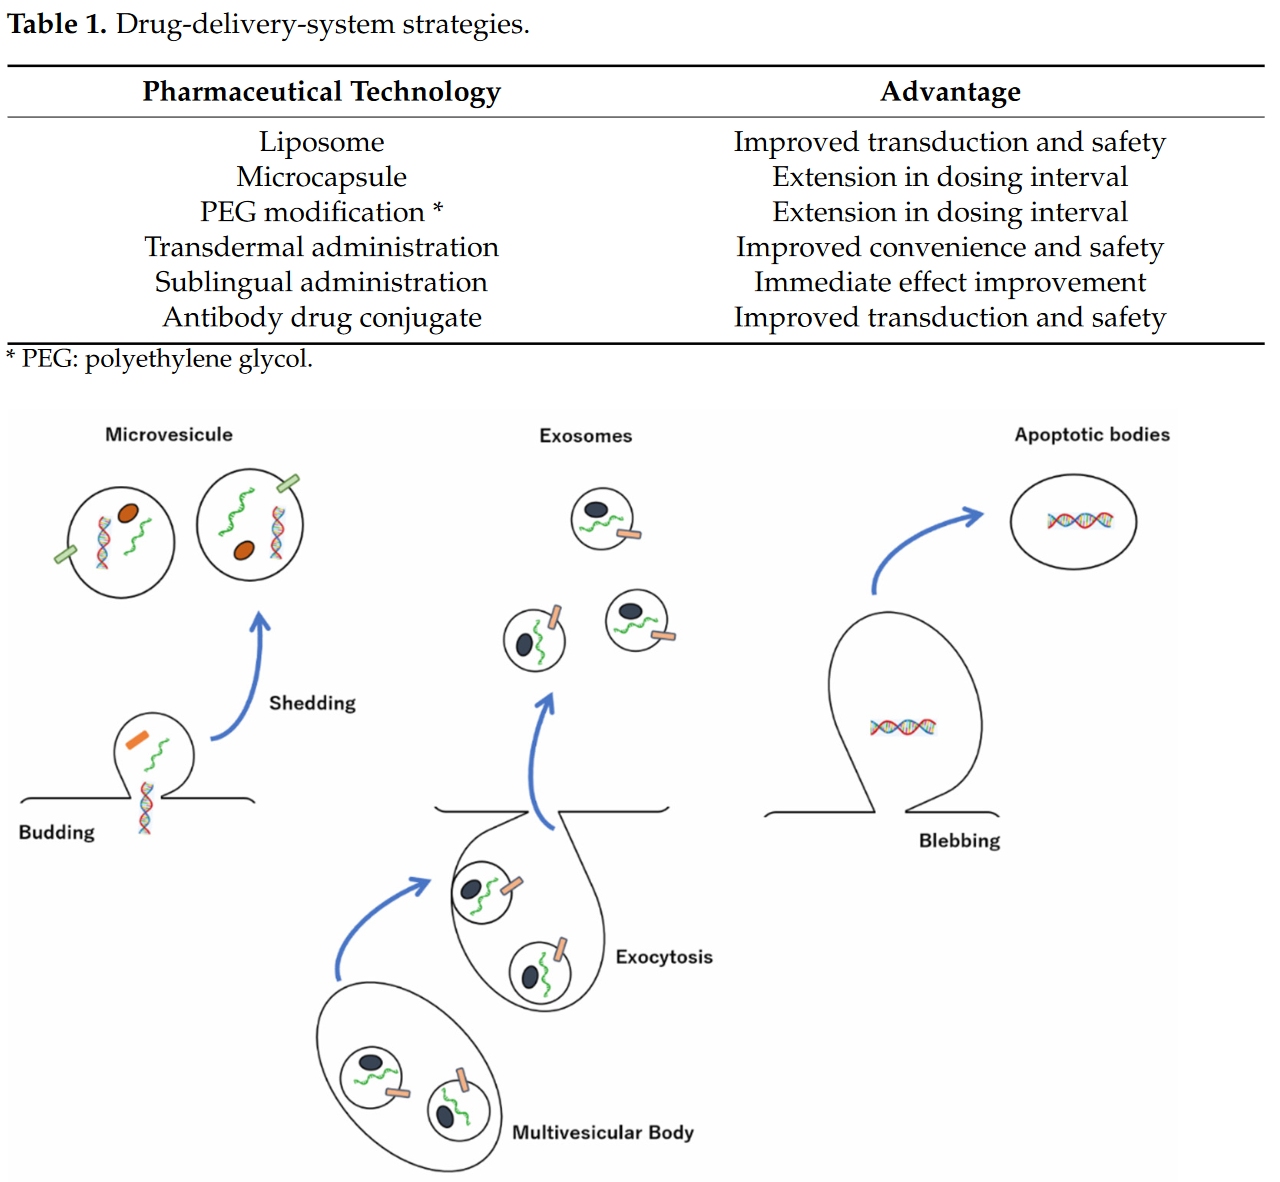 Table 1. Drug-delivery-system strategies.
Pharmaceutical Technology Advantage
Liposome Improved transduction and safety
Microcapsule Extension in dosing interval
PEG modification * Extension in dosing interval
Transdermal administration Improved convenience and safety
Sublingual administration Immediate effect improvement
Antibody drug conjugate Improved transduction and safety
* PEG: polyethylene glycol.
Microvesicule
Exosomes
Apoptotic bodies
Shedding
Budding
Blebbing
Exocytosis
Multivesicular Body